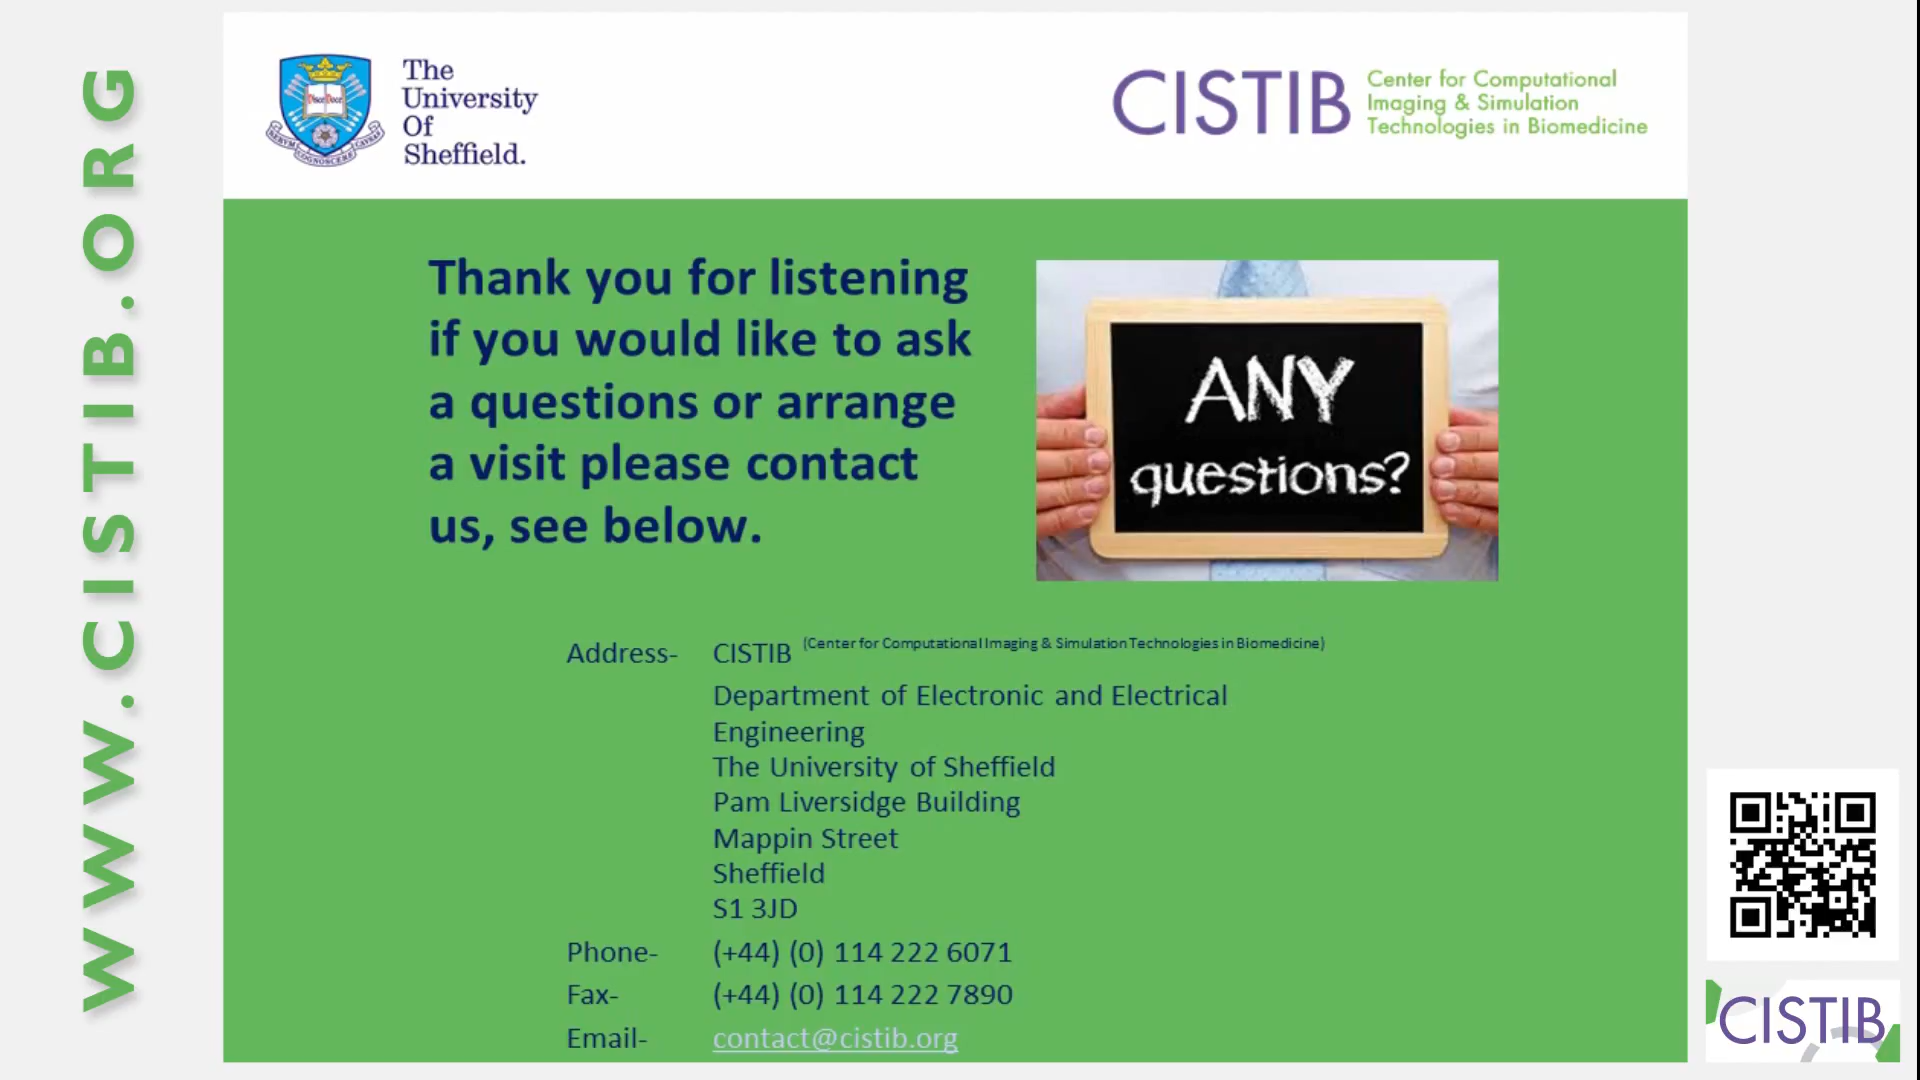 WWW.CISTIB.ORG
The
University
Of
Sheffield.
CISTIB
Center for Computational
Imaging & Simulation
Technologies in Biomedicine
Thank you for listening
if you would like to ask
a questions or arrange
a visit please contact
us, see below.
ANY
questions?
Address- CISTIB (Center for Computational Imaging & Simulation Technologies in Biomedicine)
Department of Electronic and Electrical
Engineering
The University of Sheffield
Pam Liversidge Building
Mappin Street
Sheffield
S1 3JD
Phone- (+44) (0) 114 222 6071
Fax- (+44) (0) 114 222 7890
Email- contact@cistib.org
CISTIB